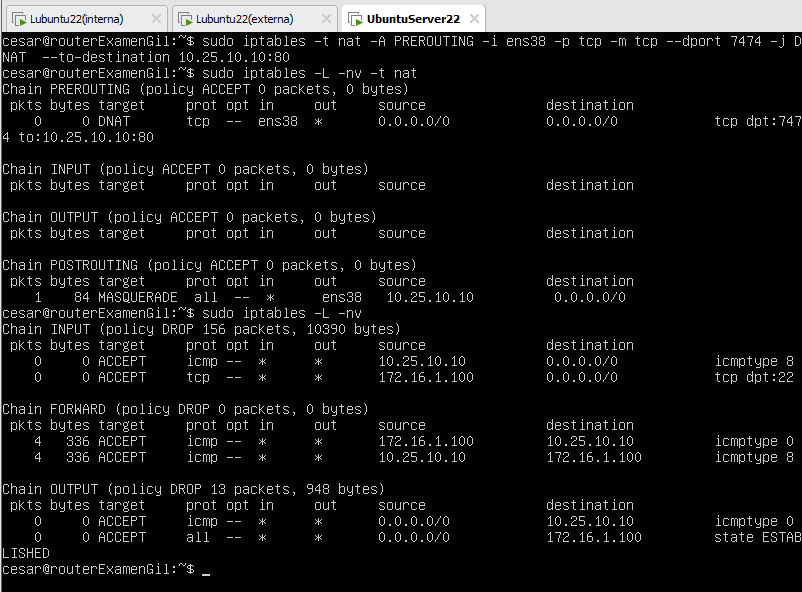 Lubuntu22(interna) Lubuntu22(externa) UbuntuServer22
cesar@routerExamenGil:~$ sudo iptables -t nat -A PREROUTING -i ens38 -p tcp -m tcp --dport 7474 -j D
NAT --to-destination 10.25.10.10:80
cesar@routerExamenGil:~$ sudo iptables -L -nv -t nat
Chain PREROUTING (policy ACCEPT 0 packets, 0 bytes)
pkts bytes target prot opt in out source destination
0 0 DNAT tcp -- ens38 * 0.0.0.0/0 0.0.0.0/0 tcp dpt:747
4 to:10.25.10.10:80
Chain INPUT (policy ACCEPT 0 packets, 0 bytes)
pkts bytes target prot opt in out source destination
Chain OUTPUT (policy ACCEPT 0 packets, 0 bytes)
pkts bytes target prot opt in out source destination
Chain POSTROUTING (policy ACCEPT 0 packets, 0 bytes)
pkts bytes target prot opt in out source destination
1 84 MASQUERADE all -- * ens38 10.25.10.10 0.0.0.0/0
cesar@routerExamenGil:~$ sudo iptables -L -nv
Chain INPUT (policy DROP 156 packets, 10390 bytes)
pkts bytes target prot opt in out source destination
0 0 ACCEPT icmp -- * * 10.25.10.10 0.0.0.0/0 icmptype 8
0 0 ACCEPT tcp -- * * 172.16.1.100 0.0.0.0/0 tcp dpt:22
Chain FORWARD (policy DROP 0 packets, 0 bytes)
pkts bytes target prot opt in out source destination
4 336 ACCEPT icmp -- * * 172.16.1.100 10.25.10.10 icmptype 0
4 336 ACCEPT icmp -- * * 10.25.10.10 172.16.1.100 icmptype 8
Chain OUTPUT (policy DROP 13 packets, 948 bytes)
pkts bytes target prot opt in out source destination
0 0 ACCEPT icmp -- * * 0.0.0.0/0 10.25.10.10 icmptype 0
0 0 ACCEPT all -- * * 0.0.0.0/0 172.16.1.100 state ESTAB
LISHED
cesar@routerExamenGil:~$ _